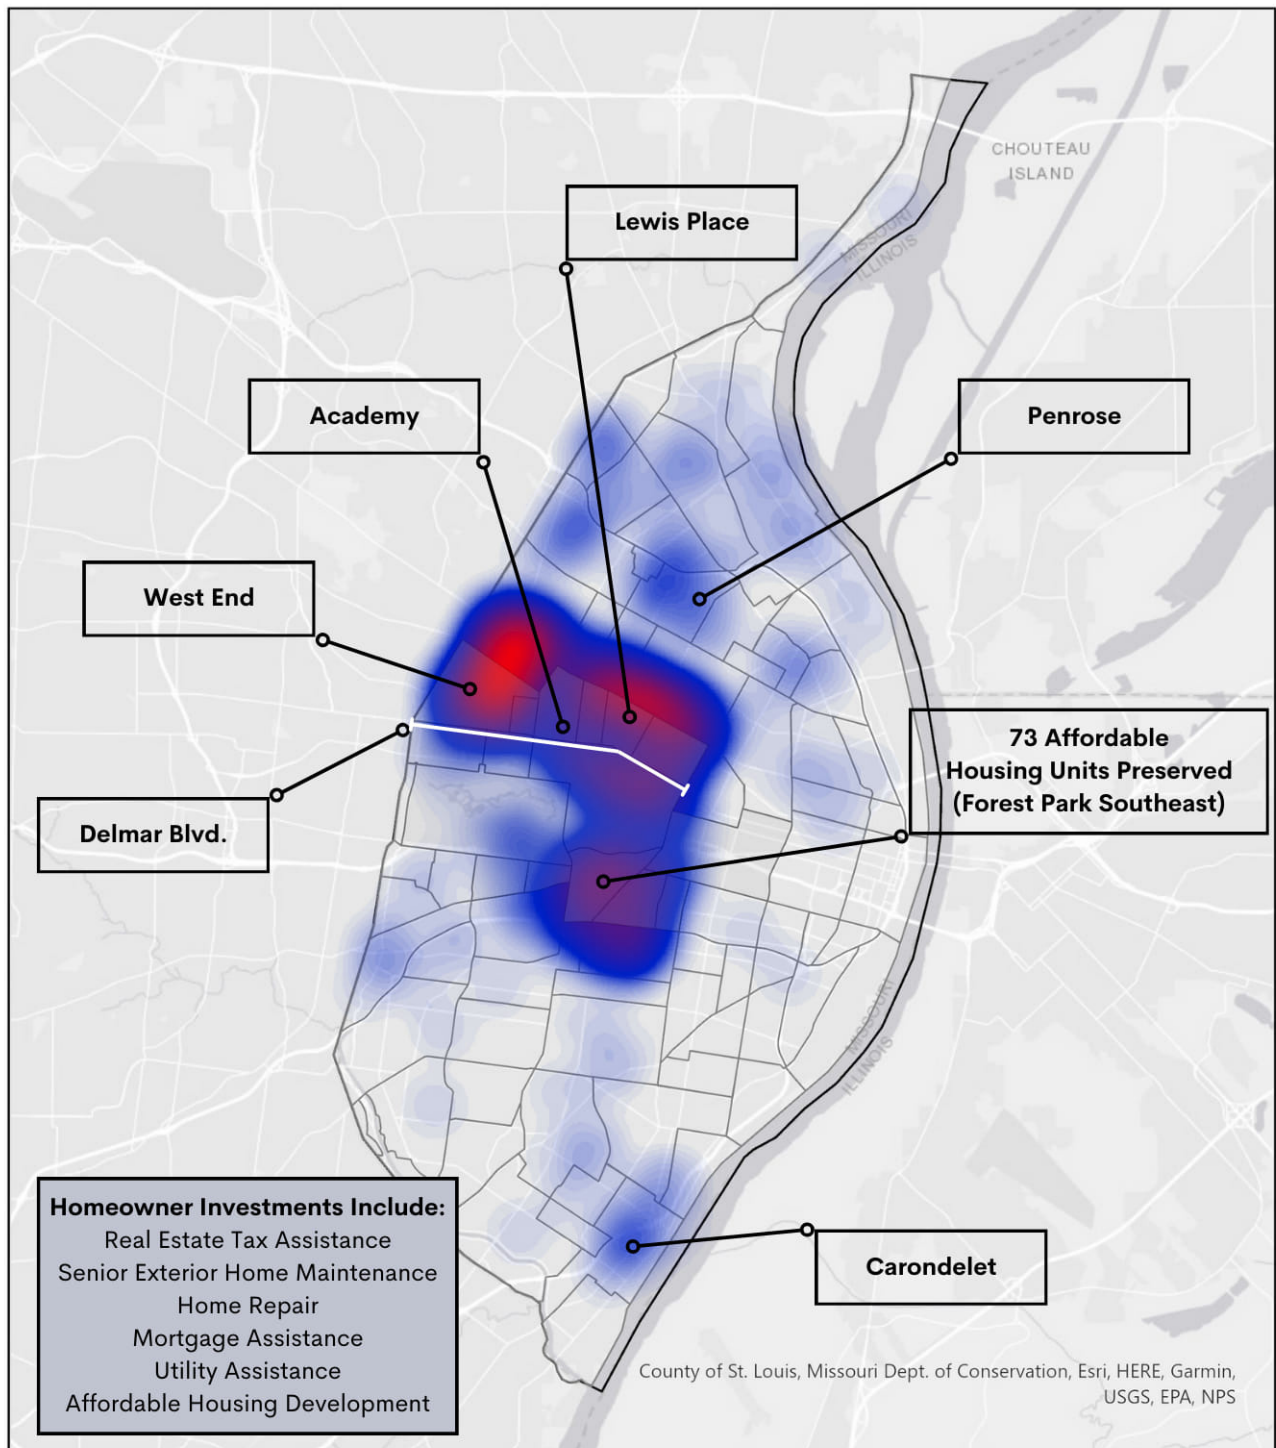 CHOUTEAU
ISLAND
Lewis Place
MISSOURI
ILLINOIS
Academy
Penrose
West End
73 Affordable
Housing Units Preserved
(Forest Park Southeast)
Delmar Blvd.
MISSOURI
ILLINOIS
Homeowner Investments Include:
Real Estate Tax Assistance
Senior Exterior Home Maintenance
Home Repair
Mortgage Assistance
Utility Assistance
Affordable Housing Development
Carondelet
County of St. Louis, Missouri Dept. of Conservation, Esri, HERE, Garmin,
USGS, EPA, NPS